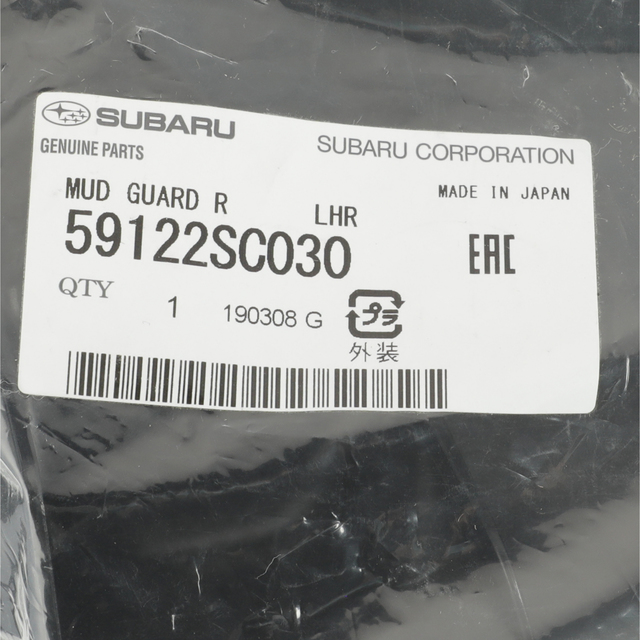 SUBARU
GENUINE PARTS
SUBARU CORPORATION
MUD GUARD R LHR
MADE IN JAPAN
59122SC030
EAC
QTY 1 190308 G
プラ
外装